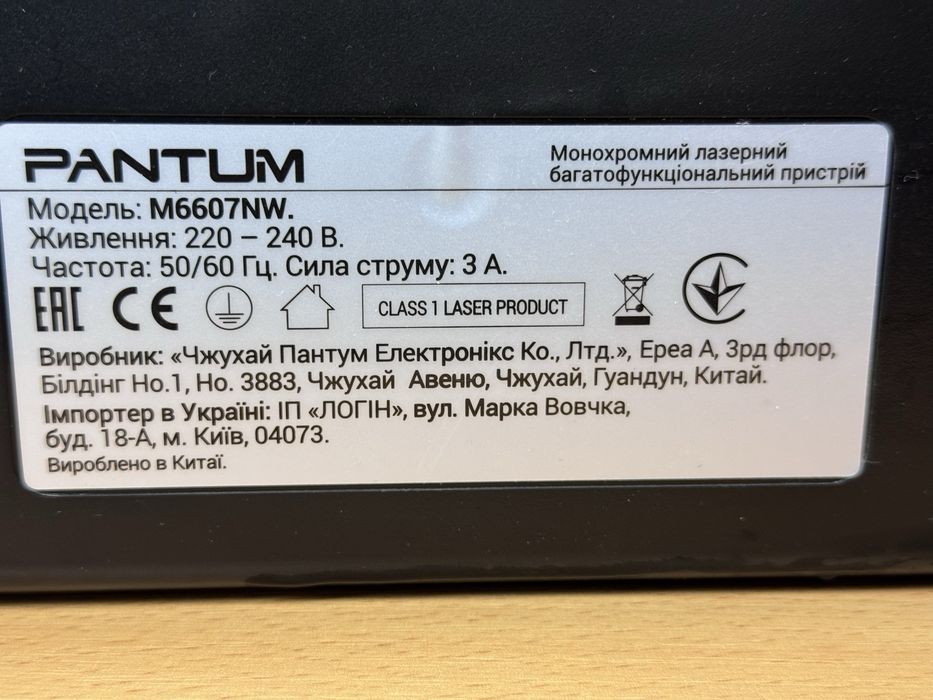 PANTUM
Монохромний лазерний
багатофункціональний пристрій
Модель: M6607NW.
Живлення: 220 – 240 В.
Частота: 50/60 Гц. Сила струму: 3 А.
EAC CE CLASS 1 LASER PRODUCT
Виробник: «Чжухай Пантум Електронікс Ко., Лтд.», Ереа А, 3рд флор,
Білдінг Но.1, Но. 3883, Чжухай Авеню, Чжухай, Гуандун, Китай.
Імпортер в Україні: ІП «ЛОГІН», вул. Марка Вовчка,
буд. 18-А, м. Київ, 04073.
Вироблено в Китаї.